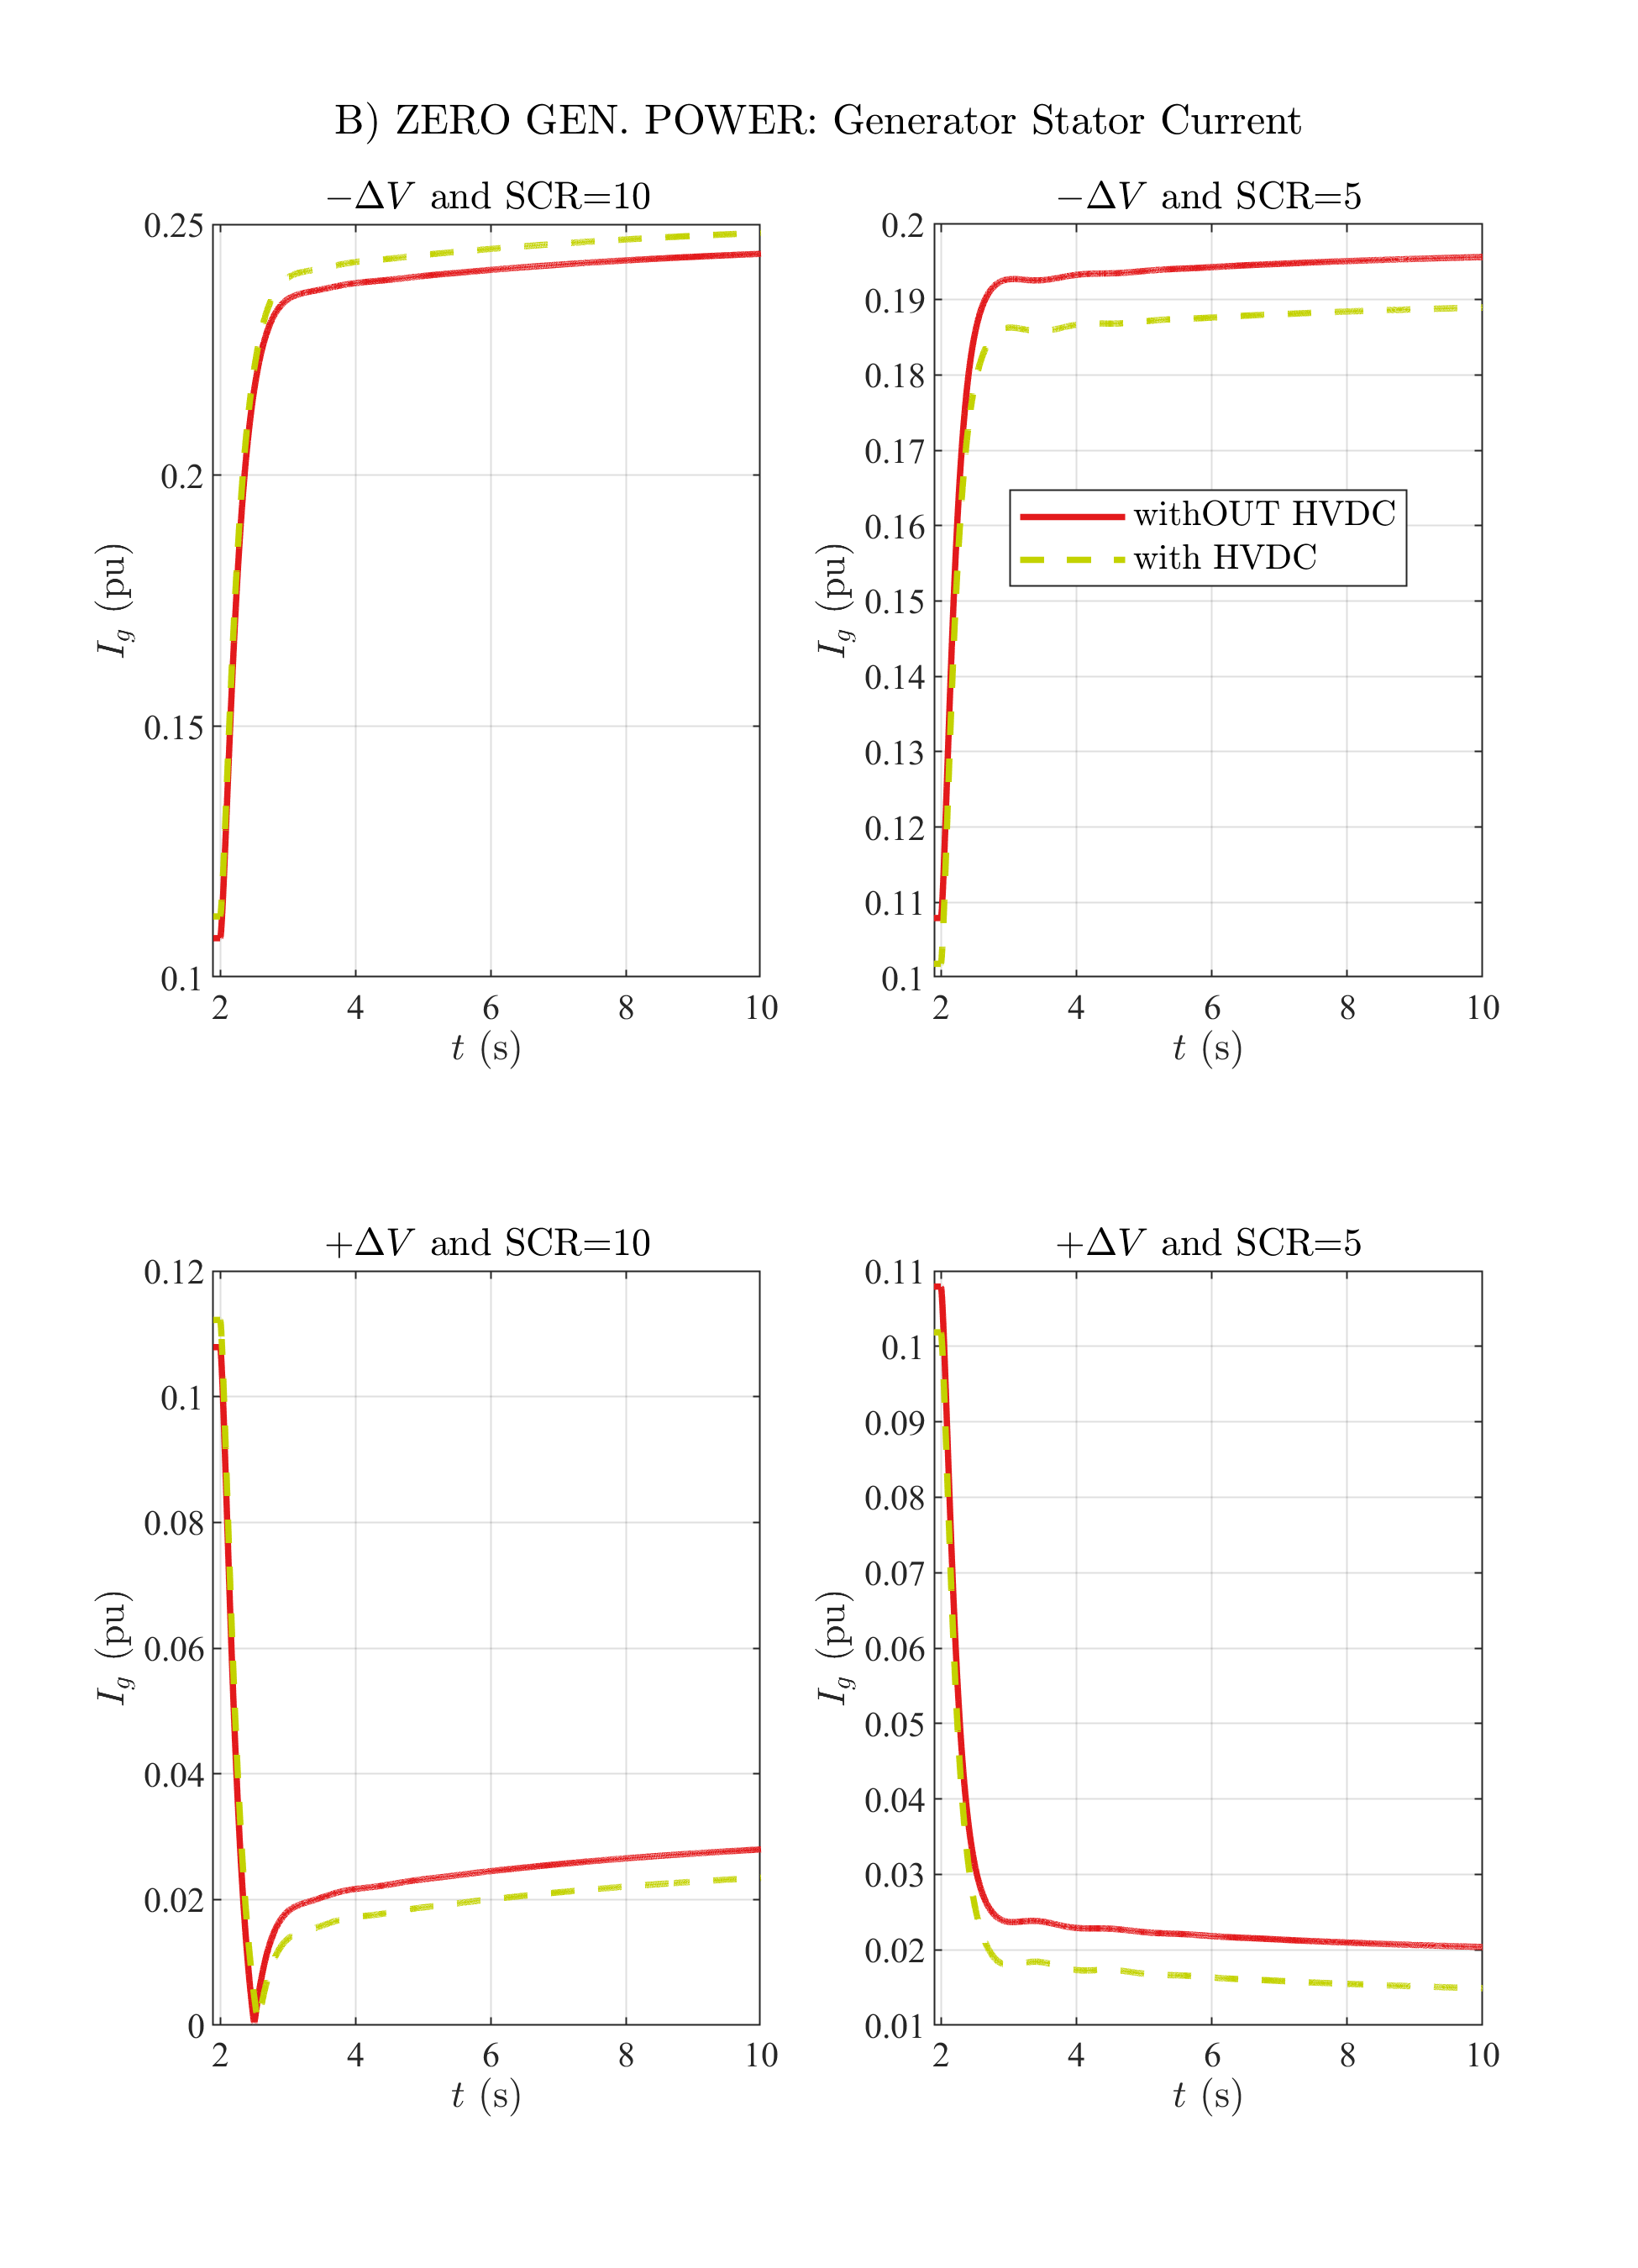 B) ZERO GEN. POWER: Generator Stator Current
−ΔV and SCR=10
0.25
0.2
0.15
0.1
I_g (pu)
2 4 6 8 10
t (s)
−ΔV and SCR=5
0.2
0.19
0.18
0.17
0.16
0.15
0.14
0.13
0.12
0.11
0.1
I_g (pu)
withOUT HVDC
with HVDC
2 4 6 8 10
t (s)
+ΔV and SCR=10
0.12
0.1
0.08
0.06
0.04
0.02
0
I_g (pu)
2 4 6 8 10
t (s)
+ΔV and SCR=5
0.11
0.1
0.09
0.08
0.07
0.06
0.05
0.04
0.03
0.02
0.01
I_g (pu)
2 4 6 8 10
t (s)